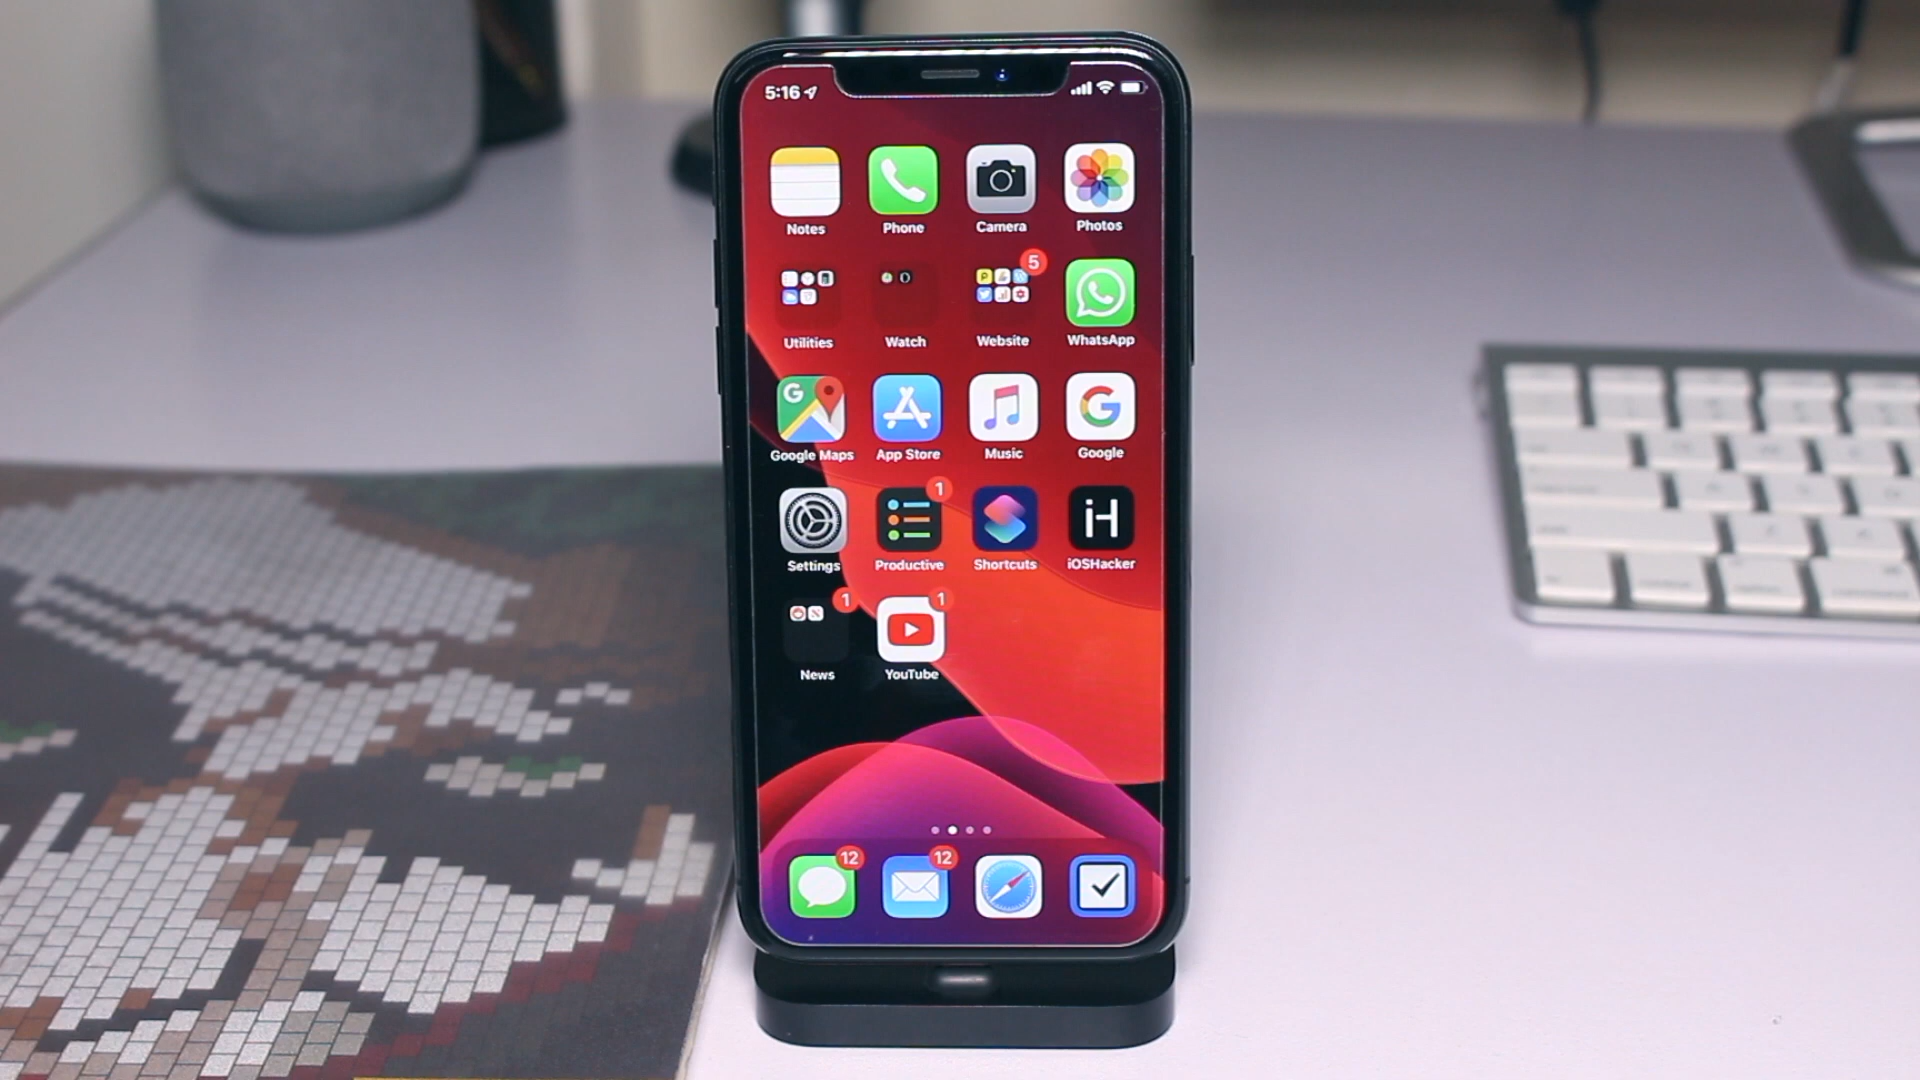 5:16
Notes Phone Camera Photos
5
Utilities Watch Website WhatsApp
G
Google Maps App Store Music Google
1
Settings Productive Shortcuts iOSHacker
iH
1 1
News YouTube
12 12